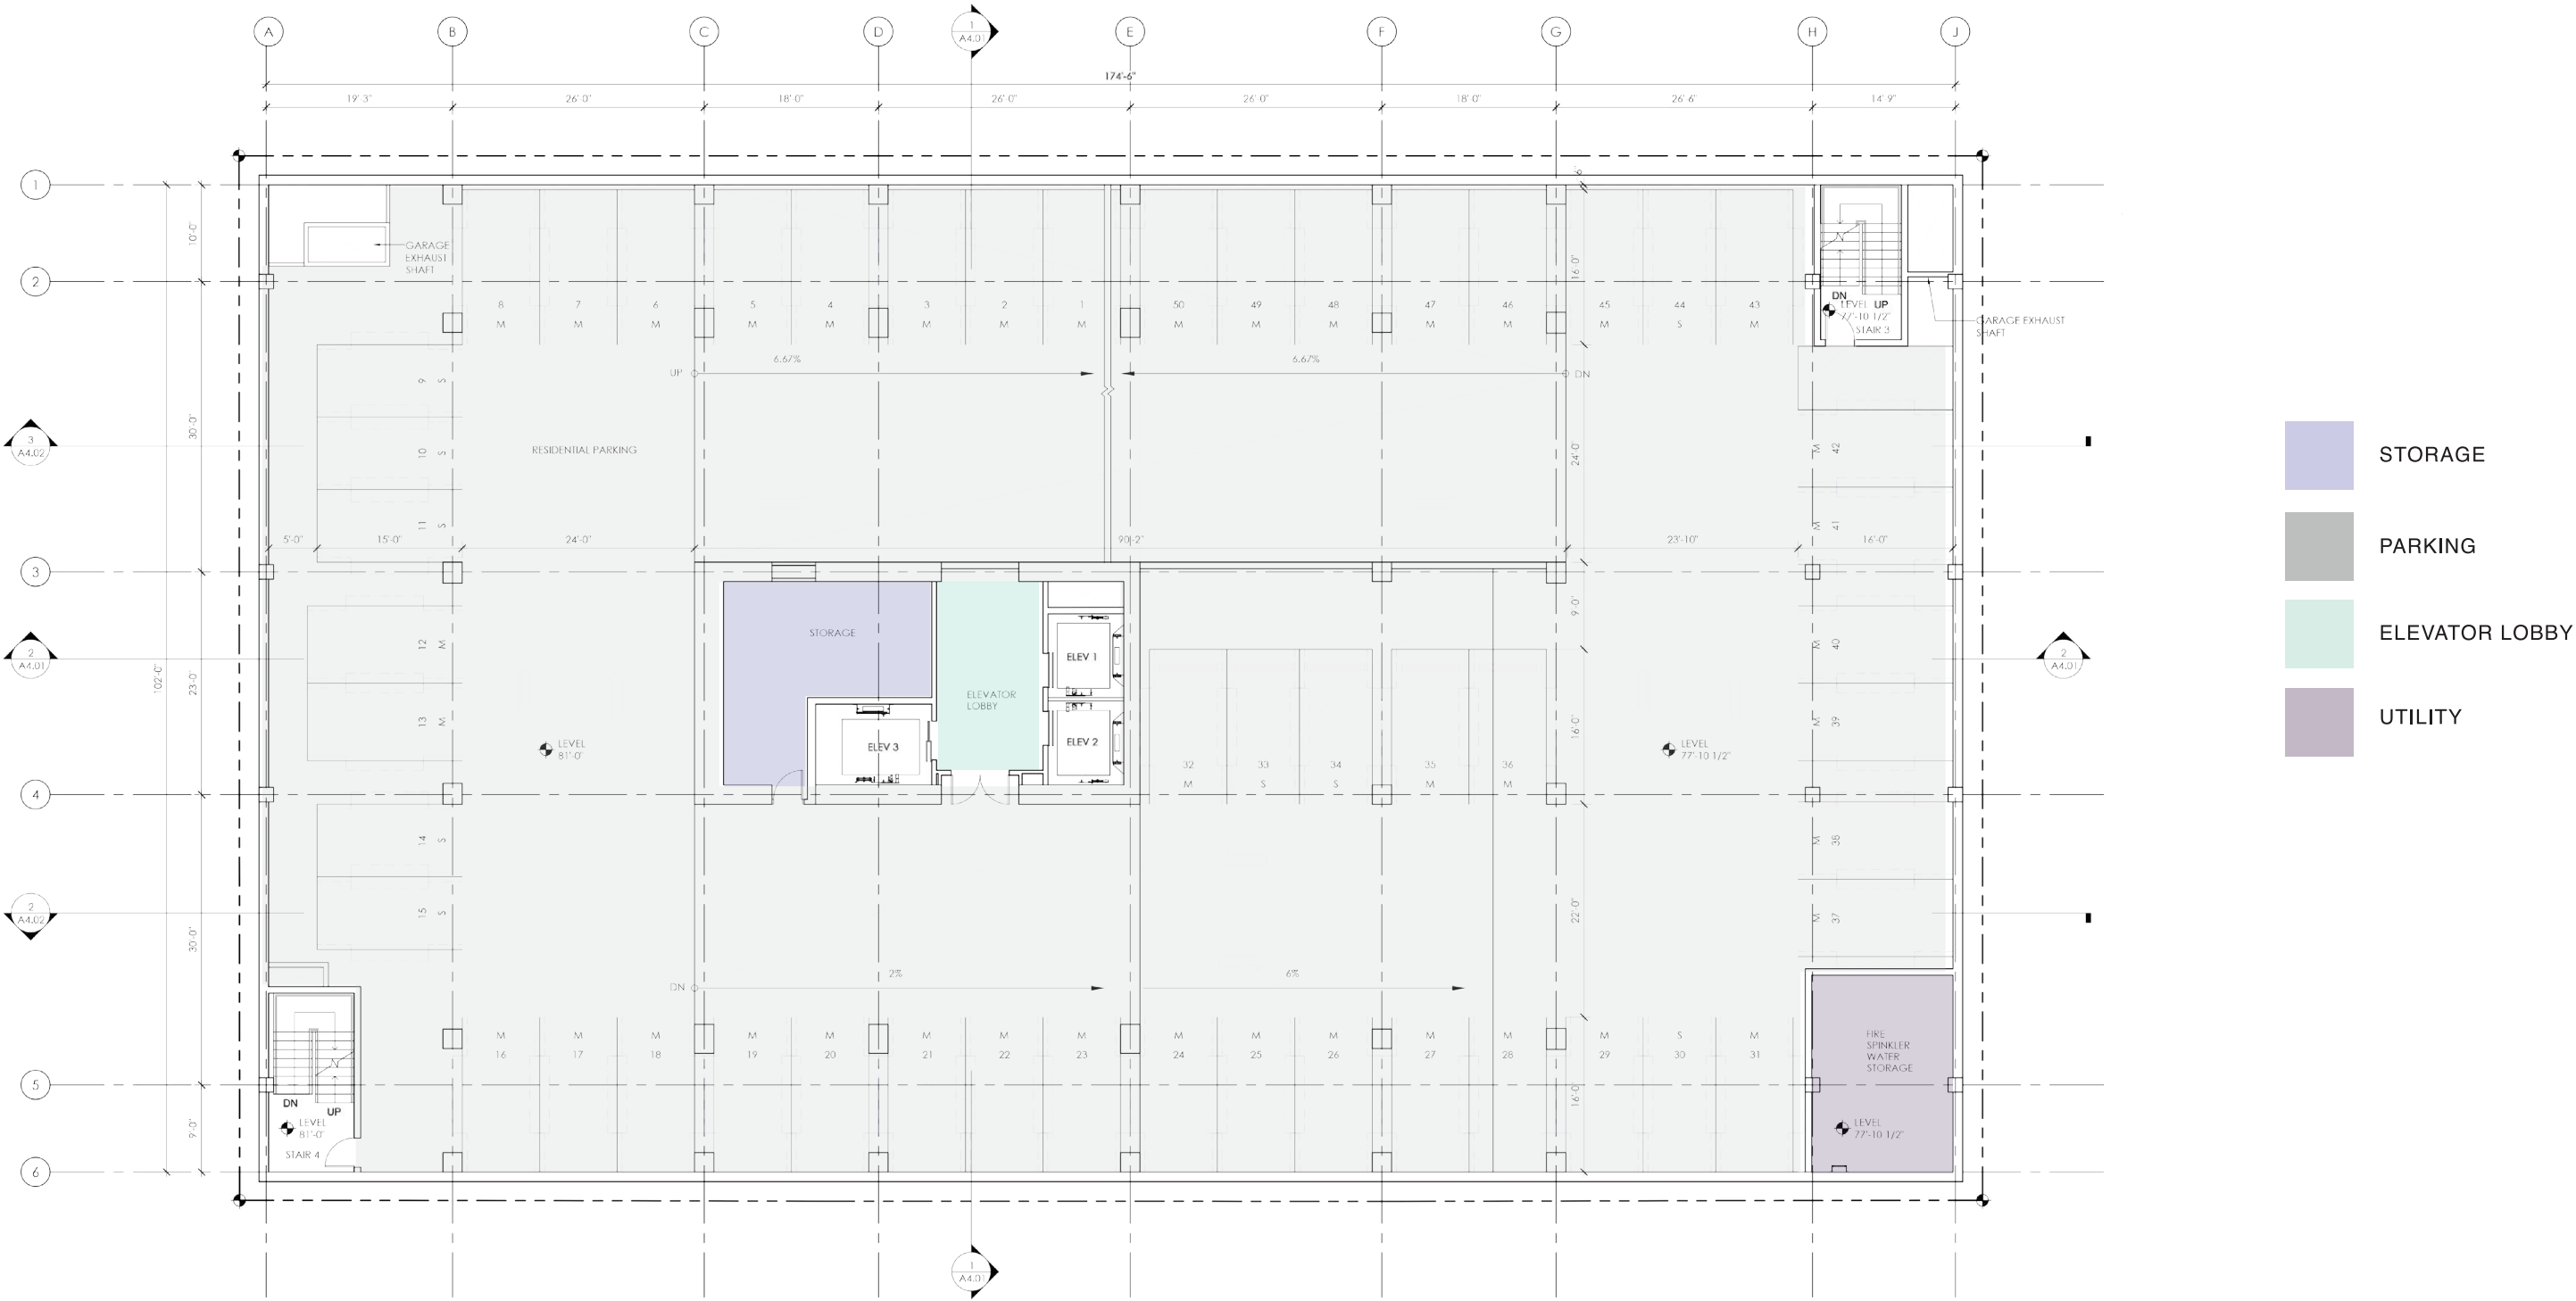 A B C D E F G H J
1
A4.01
174'-6"
19'-3" 26'-0" 18'-0" 26'-0" 26'-0" 18'-0" 26'-6" 14'-9"
1
2
3
4
5
6
10'-0"
30'-0"
23'-0"
30'-0"
9'-0"
102'-0"
GARAGE
EXHAUST
SHAFT
8 7 6 5 4 3 2 1 50 49 48 47 46 45 44 43
M M M M M M M M M M M M M M S M
16'-0"
DN
LEVEL UP
77'-10 1/2"
STAIR 3
GARAGE EXHAUST
SHAFT
6.67% 6.67%
UP DN
9 S
10 S
11 S
RESIDENTIAL PARKING
24'-0"
M 42
M 41
3
A4.02
5'-0" 15'-0" 24'-0" 90'-2" 23'-10" 16'-0"
9'-0"
STORAGE
ELEVATOR
LOBBY
ELEV 1
ELEV 2
ELEV 3
12 M
13 M
2
A4.01
LEVEL
81'-0"
32 33 34 35 36
M S S M M
16'-0"
LEVEL
77'-10 1/2"
M 40
M 39
2
A4.01
14 S
15 S
2
A4.02
22'-0"
M 38
M 37
DN 2% 6%
M M M M M M M M M M M M M M S M
16 17 18 19 20 21 22 23 24 25 26 27 28 29 30 31
16'-0"
FIRE
SPINKLER
WATER
STORAGE
LEVEL
77'-10 1/2"
DN
UP
LEVEL
81'-0"
STAIR 4
1
A4.01
STORAGE
PARKING
ELEVATOR LOBBY
UTILITY